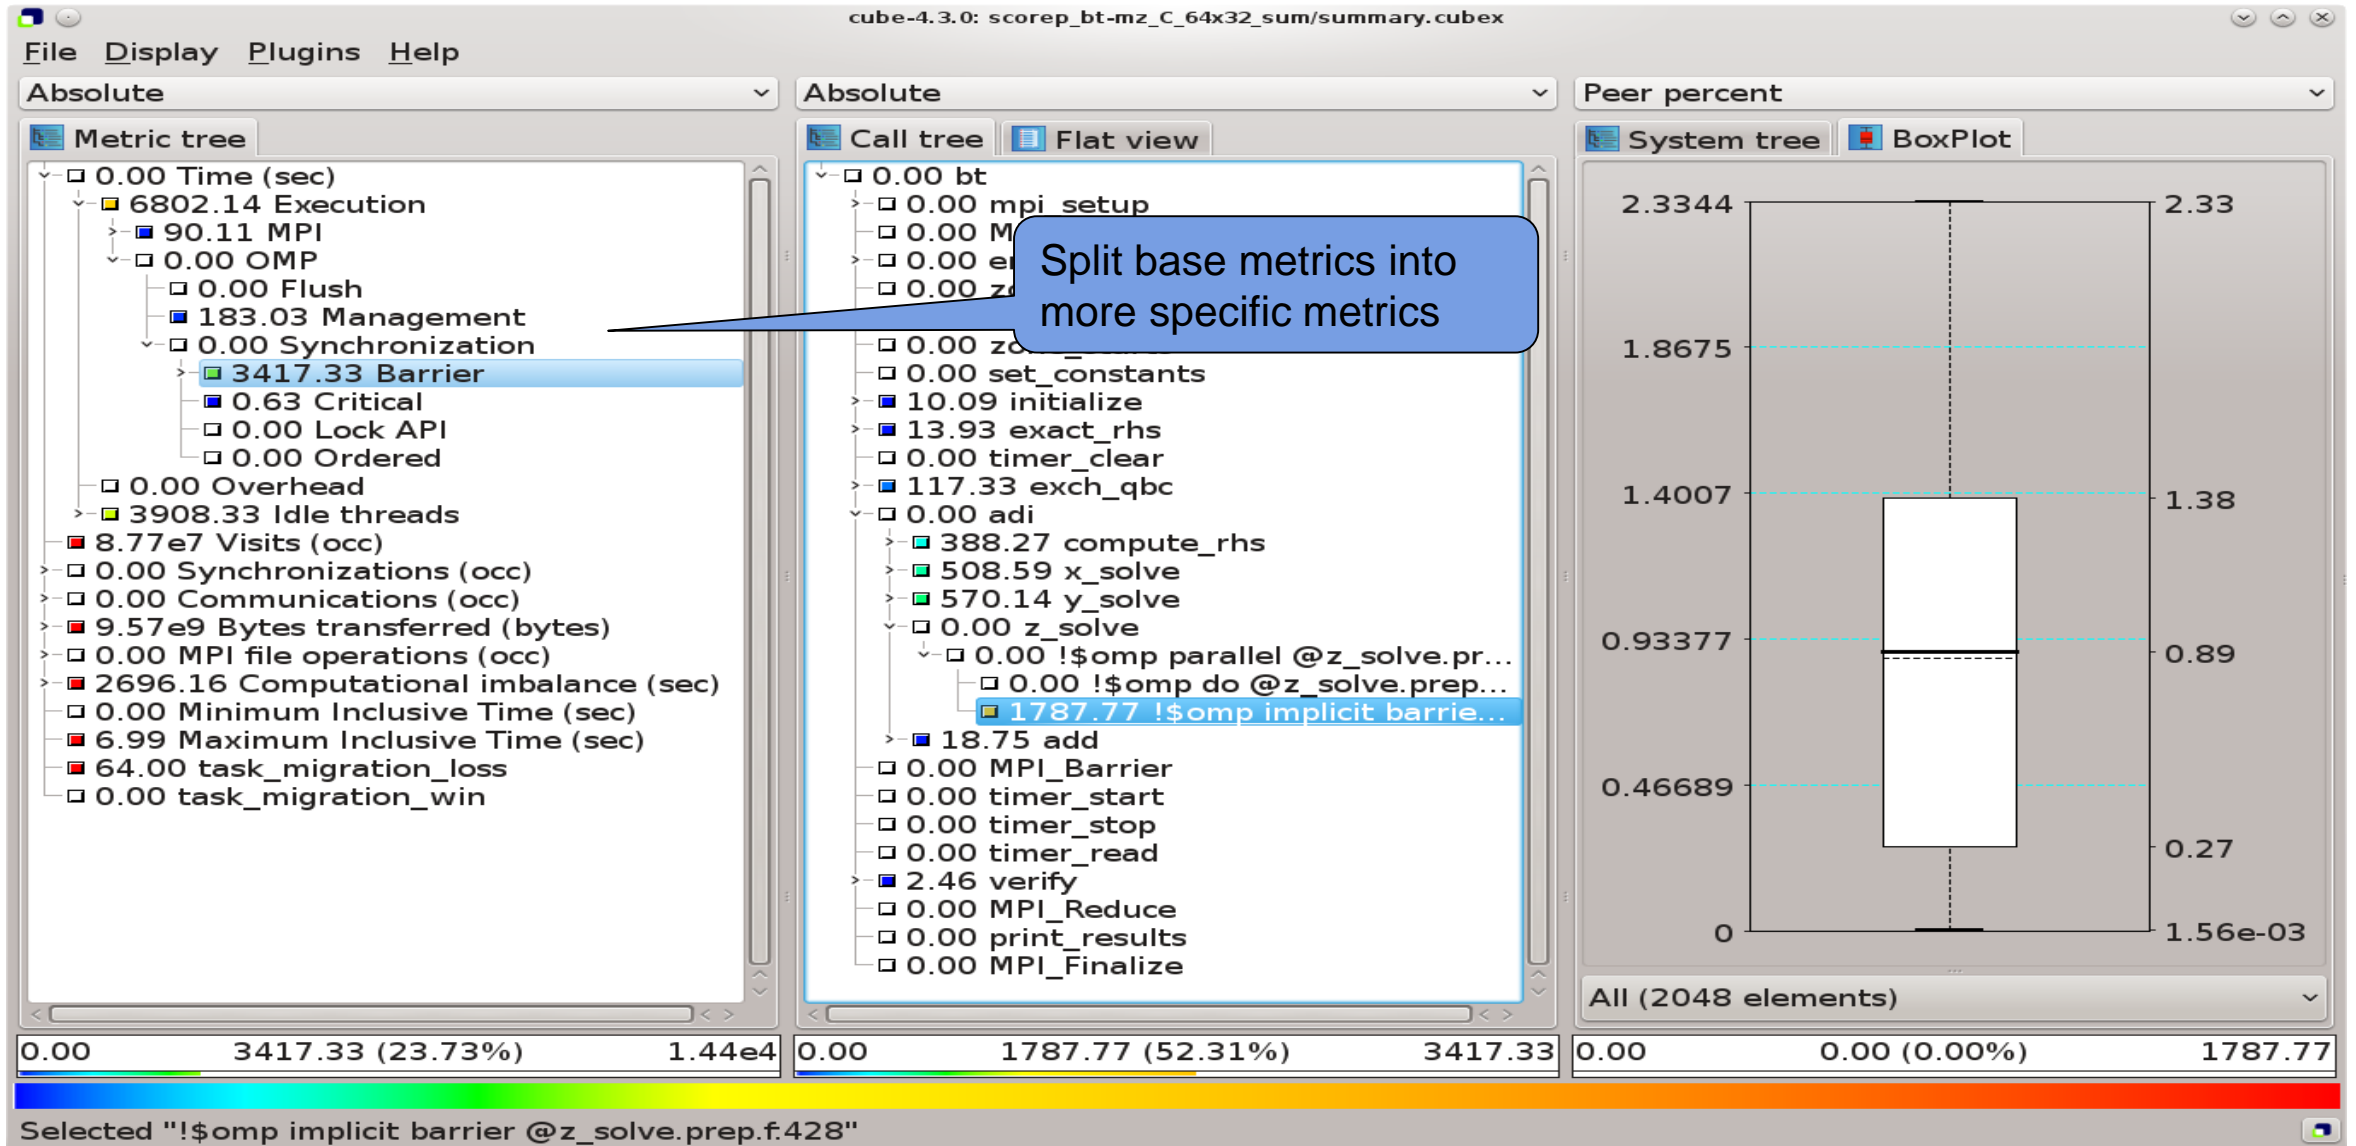 cube-4.3.0: scorep_bt-mz_C_64x32_sum/summary.cubex
File Display Plugins Help
Absolute
Absolute
Peer percent
Metric tree
Call tree
Flat view
System tree
BoxPlot
0.00 Time (sec)
6802.14 Execution
90.11 MPI
0.00 OMP
0.00 Flush
183.03 Management
0.00 Synchronization
3417.33 Barrier
0.63 Critical
0.00 Lock API
0.00 Ordered
0.00 Overhead
3908.33 Idle threads
8.77e7 Visits (occ)
0.00 Synchronizations (occ)
0.00 Communications (occ)
9.57e9 Bytes transferred (bytes)
0.00 MPI file operations (occ)
2696.16 Computational imbalance (sec)
0.00 Minimum Inclusive Time (sec)
6.99 Maximum Inclusive Time (sec)
64.00 task_migration_loss
0.00 task_migration_win
0.00 bt
0.00 mpi_setup
0.00
0.00
0.00
0.00
0.00 set_constants
10.09 initialize
13.93 exact_rhs
0.00 timer_clear
117.33 exch_qbc
0.00 adi
388.27 compute_rhs
508.59 x_solve
570.14 y_solve
0.00 z_solve
0.00 !$omp parallel @z_solve.pr...
0.00 !$omp do @z_solve.prep...
1787.77 !$omp implicit barrie...
18.75 add
0.00 MPI_Barrier
0.00 timer_start
0.00 timer_stop
0.00 timer_read
2.46 verify
0.00 MPI_Reduce
0.00 print_results
0.00 MPI_Finalize
Split base metrics into
more specific metrics
2.3344
1.8675
1.4007
0.93377
0.46689
0
2.33
1.38
0.89
0.27
1.56e-03
All (2048 elements)
0.00 3417.33 (23.73%) 1.44e4
0.00 1787.77 (52.31%) 3417.33
0.00 0.00 (0.00%) 1787.77
Selected "!$omp implicit barrier @z_solve.prep.f:428"